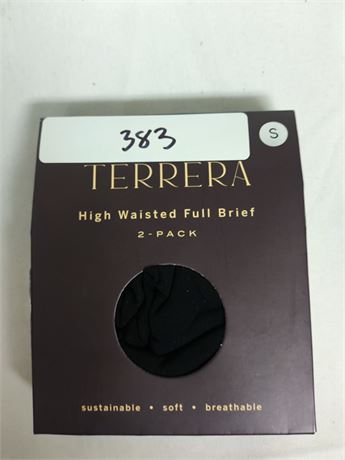 383
S
TERRERA
High Waisted Full Brief
2-PACK
sustainable • soft • breathable